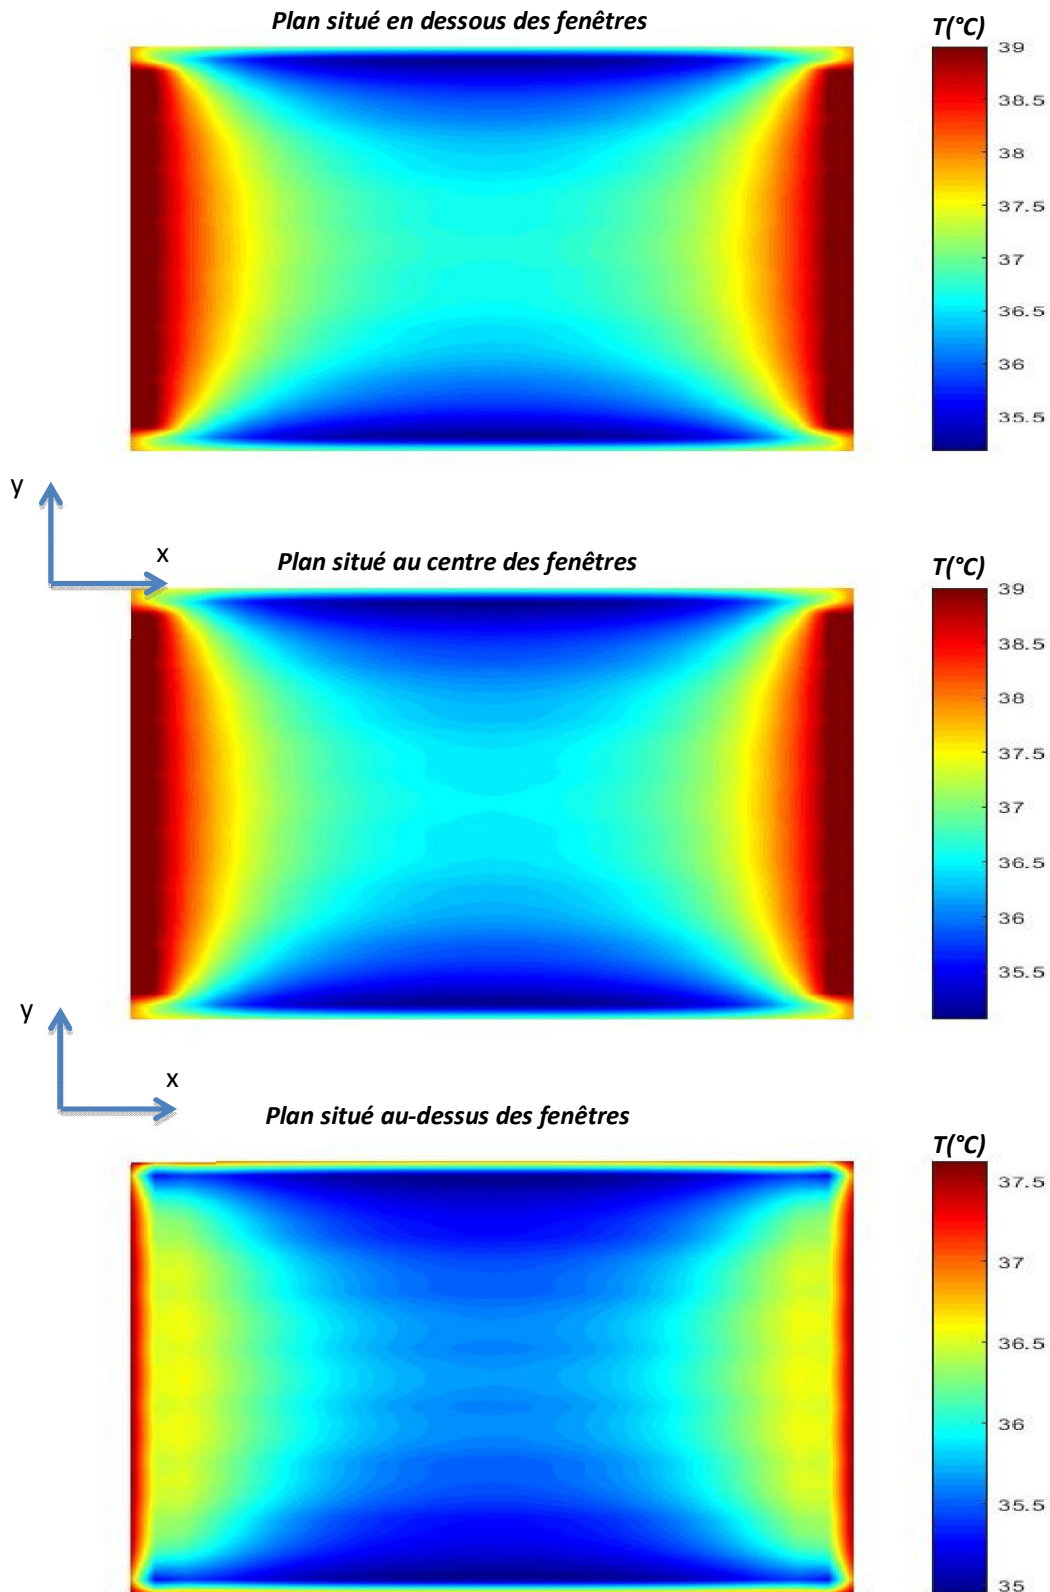 Plan situé en dessous des fenêtres
T(°C)
39
38.5
38
37.5
37
36.5
36
35.5
y
x
Plan situé au centre des fenêtres
T(°C)
39
38.5
38
37.5
37
36.5
36
35.5
y
x
Plan situé au-dessus des fenêtres
T(°C)
37.5
37
36.5
36
35.5
35